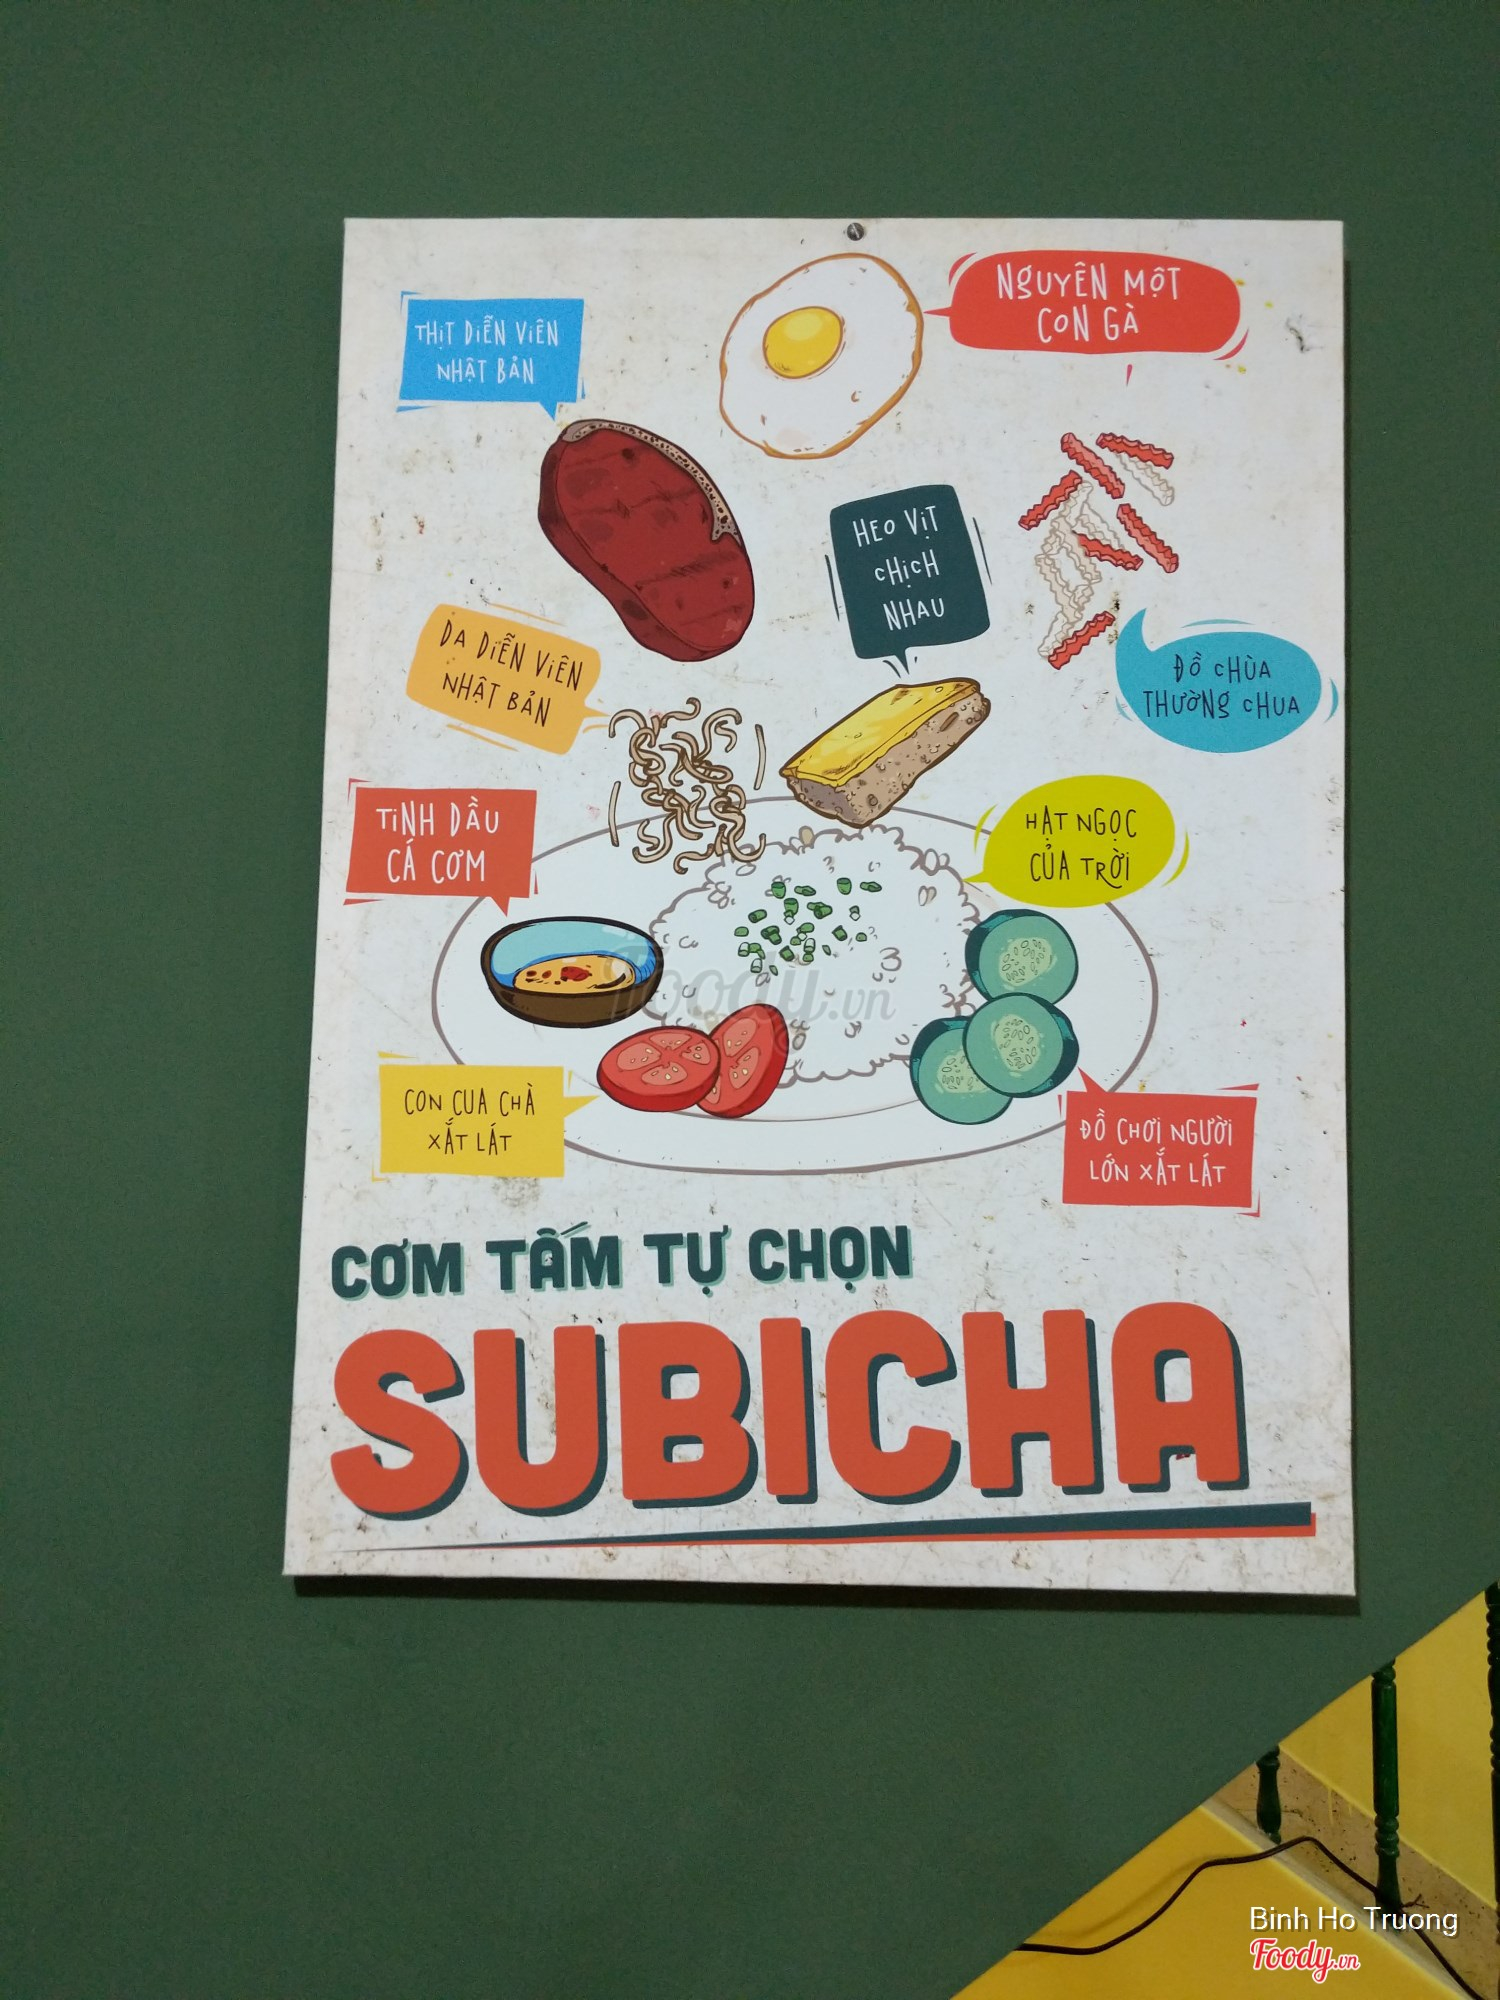 NGUYÊN MỘT
CON GÀ
THỊT DIỄN VIÊN
NHẬT BẢN
HEO VỊT
CHỊCH
NHAU
DA DIỄN VIÊN
NHẬT BẢN
ĐỒ CHÙA
THƯỜNG CHUA
TINH DẦU
CÁ CƠM
HẠT NGỌC
CỦA TRỜI
Foody.vn
CON CUA CHÀ
XẮT LÁT
ĐỒ CHƠI NGƯỜI
LỚN XẮT LÁT
CƠM TẤM TỰ CHỌN
SUBICHA
Binh Ho Truong
Foody.vn